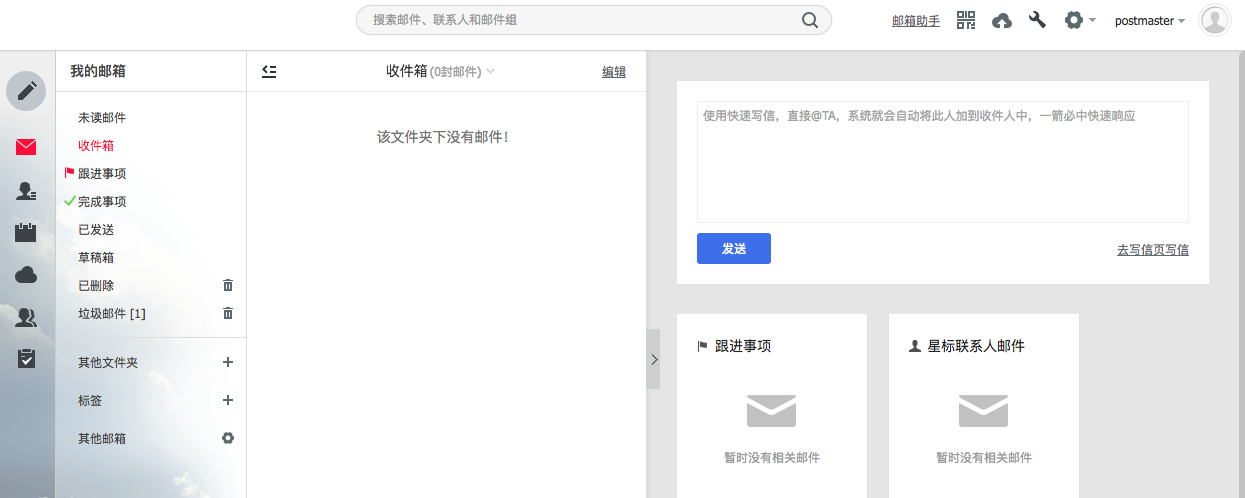 搜索邮件、联系人和邮件组
邮箱助手
postmaster
我的邮箱
未读邮件
收件箱
跟进事项
完成事项
已发送
草稿箱
已删除
垃圾邮件 [1]
其他文件夹
标签
其他邮箱
收件箱 (0封邮件)
编辑
该文件夹下没有邮件!
使用快速写信，直接@TA，系统就会自动将此人加到收件人中，一箭必中快速响应
发送
去写信页写信
跟进事项
暂时没有相关邮件
星标联系人邮件
暂时没有相关邮件